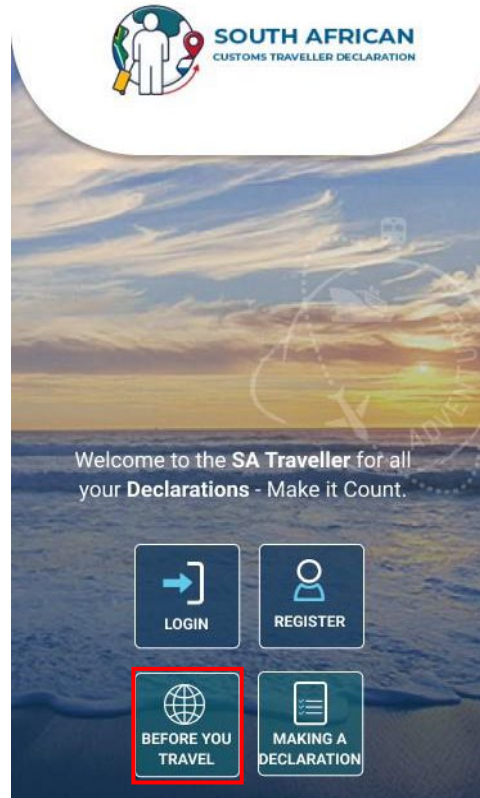 SOUTH AFRICAN
CUSTOMS TRAVELLER DECLARATION
ADVENTURE
Welcome to the SA Traveller for all
your Declarations - Make it Count.
LOGIN
REGISTER
BEFORE YOU
TRAVEL
MAKING A
DECLARATION